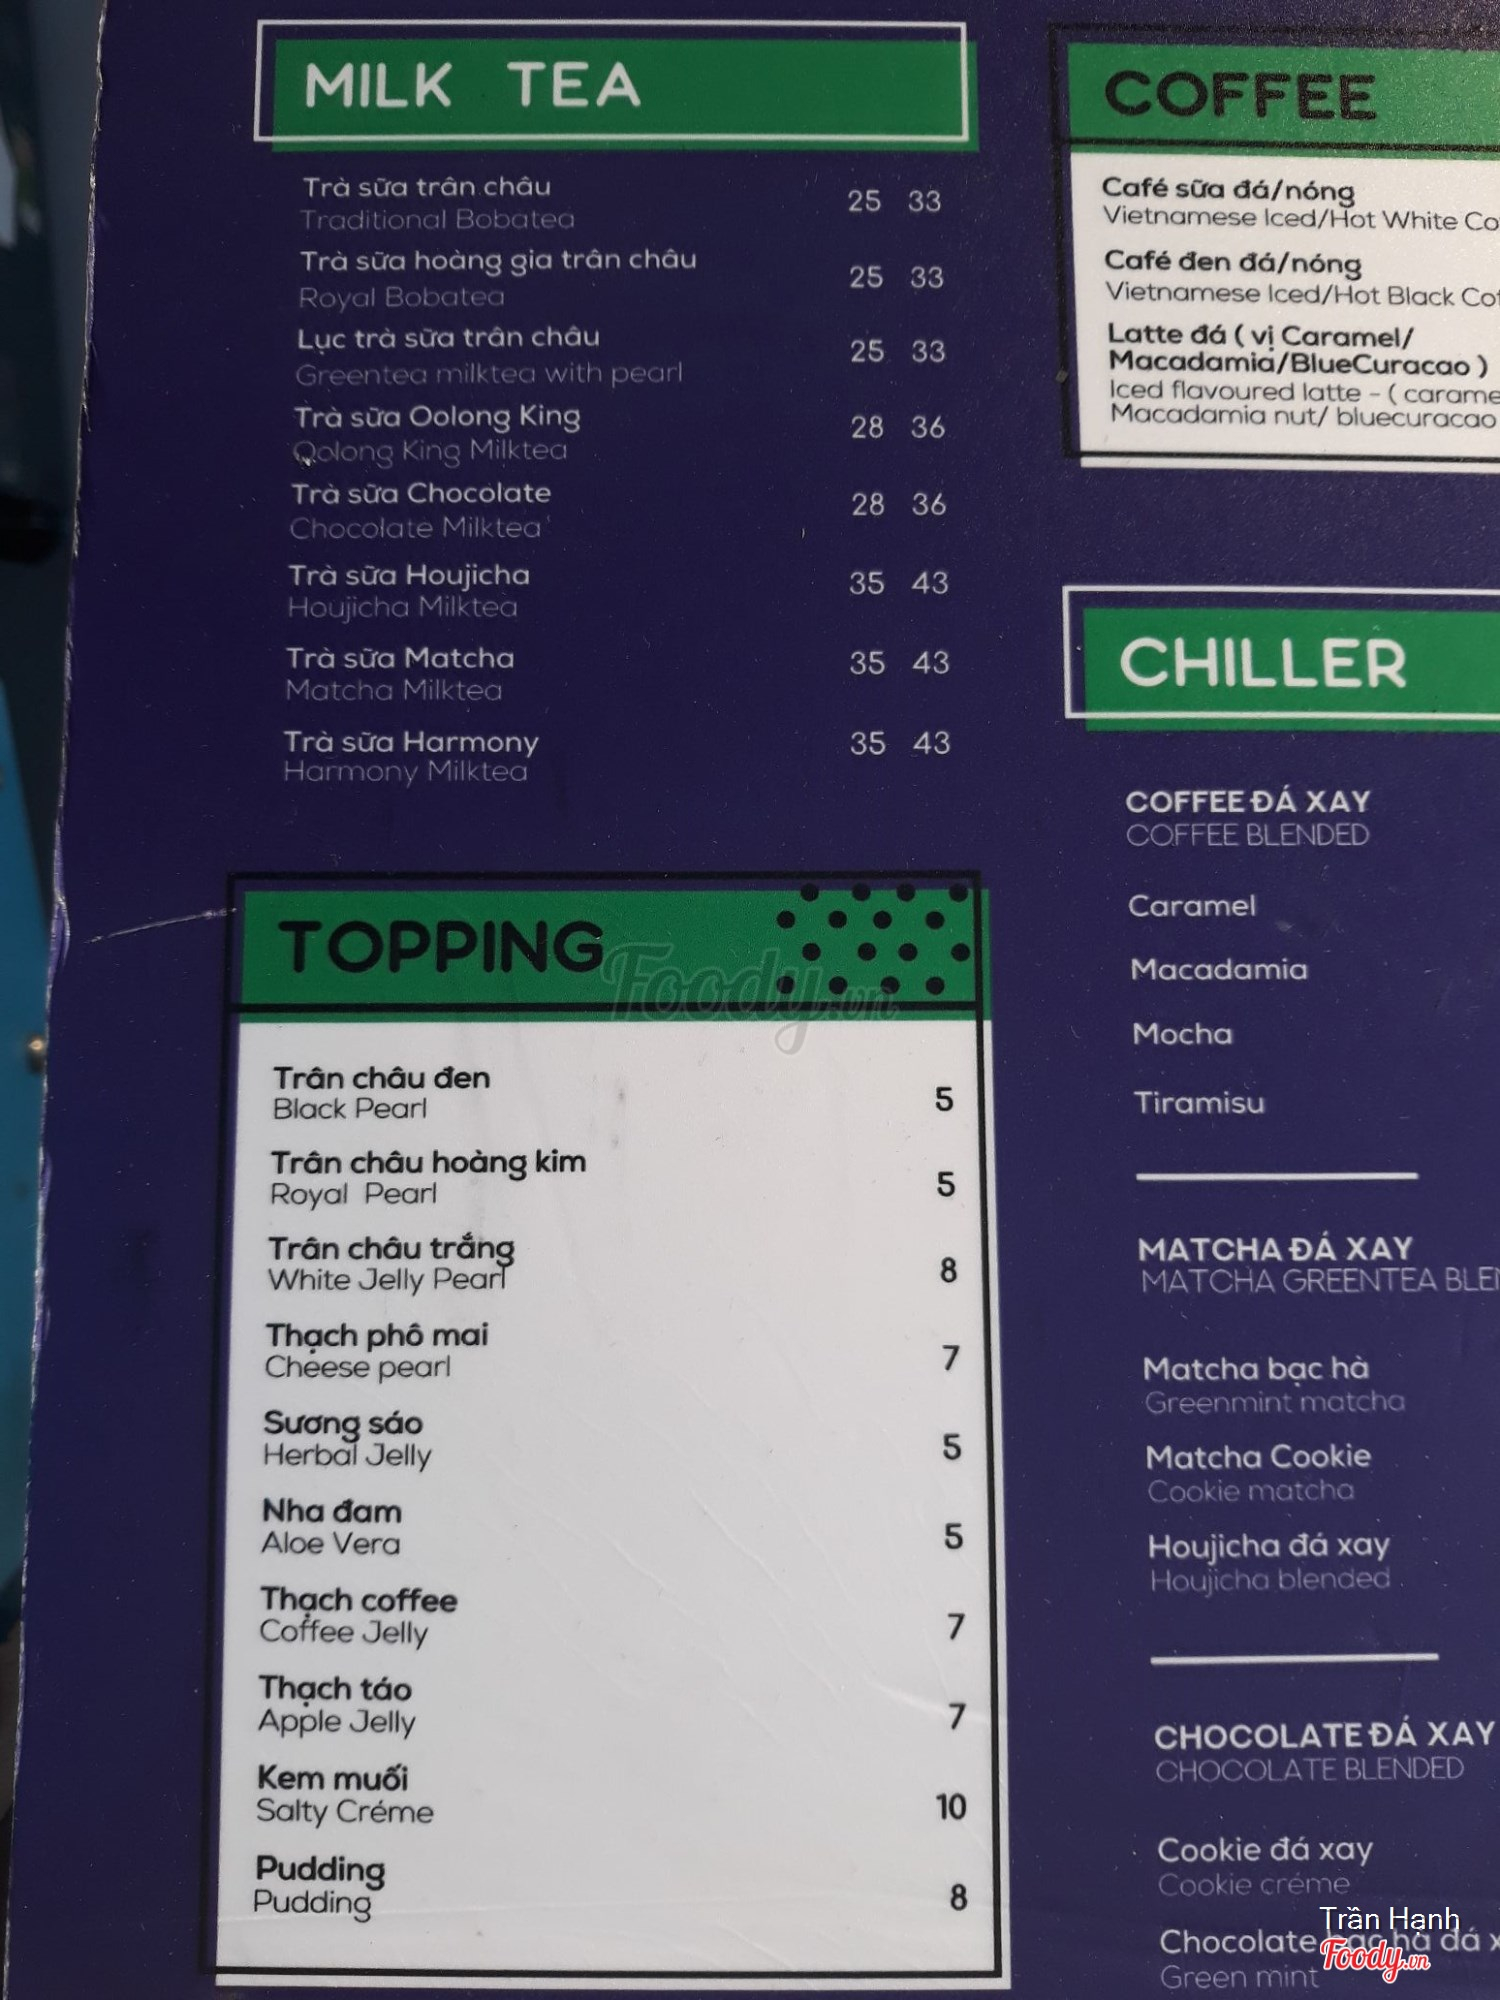 MILK TEA
Trà sữa trân châu
Traditional Bobatea
25 33
Trà sữa hoàng gia trân châu
Royal Bobatea
25 33
Lục trà sữa trân châu
Greentea milktea with pearl
25 33
Trà sữa Oolong King
Oolong King Milktea
28 36
Trà sữa Chocolate
Chocolate Milktea
28 36
Trà sữa Houjicha
Houjicha Milktea
35 43
Trà sữa Matcha
Matcha Milktea
35 43
Trà sữa Harmony
Harmony Milktea
35 43
TOPPING
Foody.vn
Trân châu đen
Black Pearl
5
Trân châu hoàng kim
Royal Pearl
5
Trân châu trắng
White Jelly Pearl
8
Thạch phô mai
Cheese pearl
7
Sương sáo
Herbal Jelly
5
Nha đam
Aloe Vera
5
Thạch coffee
Coffee Jelly
7
Thạch táo
Apple Jelly
7
Kem muối
Salty Créme
10
Pudding
Pudding
8
COFFEE
Café sữa đá/nóng
Vietnamese Iced/Hot White Co
Café đen đá/nóng
Vietnamese Iced/Hot Black Cof
Latte đá ( vị Caramel/
Macadamia/BlueCuracao )
Iced flavoured latte - ( carame
Macadamia nut/ bluecuracao
CHILLER
COFFEE ĐÁ XAY
COFFEE BLENDED
Caramel
Macadamia
Mocha
Tiramisu
MATCHA ĐÁ XAY
MATCHA GREENTEA BLEN
Matcha bạc hà
Greenmint matcha
Matcha Cookie
Cookie matcha
Houjicha đá xay
Houjicha blended
CHOCOLATE ĐÁ XAY
CHOCOLATE BLENDED
Cookie đá xay
Cookie créme
Chocolate bạc hà đá x
Green mint
Trần Hạnh
Foody.vn